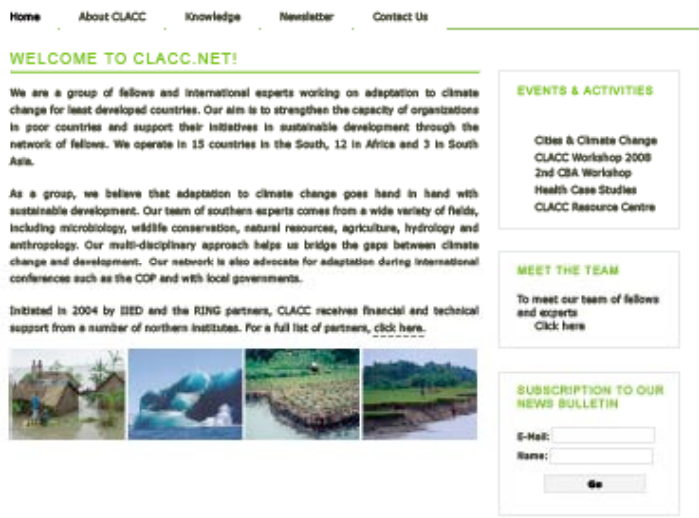 Home About CLACC Knowledge Newsletter Contact Us
WELCOME TO CLACC.NET!
We are a group of fellows and international experts working on adaptation to climate
change for least developed countries. Our aim is to strengthen the capacity of organizations
in poor countries and support their initiatives in sustainable development through the
network of fellows. We operate in 15 countries in the South, 12 in Africa and 3 in South
Asia.
As a group, we believe that adaptation to climate change goes hand in hand with
sustainable development. Our team of southern experts comes from a wide variety of fields,
including microbiology, wildlife conservation, natural resources, agriculture, hydrology and
anthropology. Our multi-disciplinary approach helps us bridge the gaps between climate
change and development. Our network is also advocate for adaptation during international
conferences such as the COP and with local governments.
Initiated in 2004 by IIED and the RING partners, CLACC receives financial and technical
support from a number of northern institutes. For a full list of partners, click here.
EVENTS & ACTIVITIES
Cities & Climate Change
CLACC Workshop 2008
2nd CBA Workshop
Health Case Studies
CLACC Resource Centre
MEET THE TEAM
To meet our team of fellows
and experts
Click here
SUBSCRIPTION TO OUR
NEWS BULLETIN
E-Mail:
Name:
Go